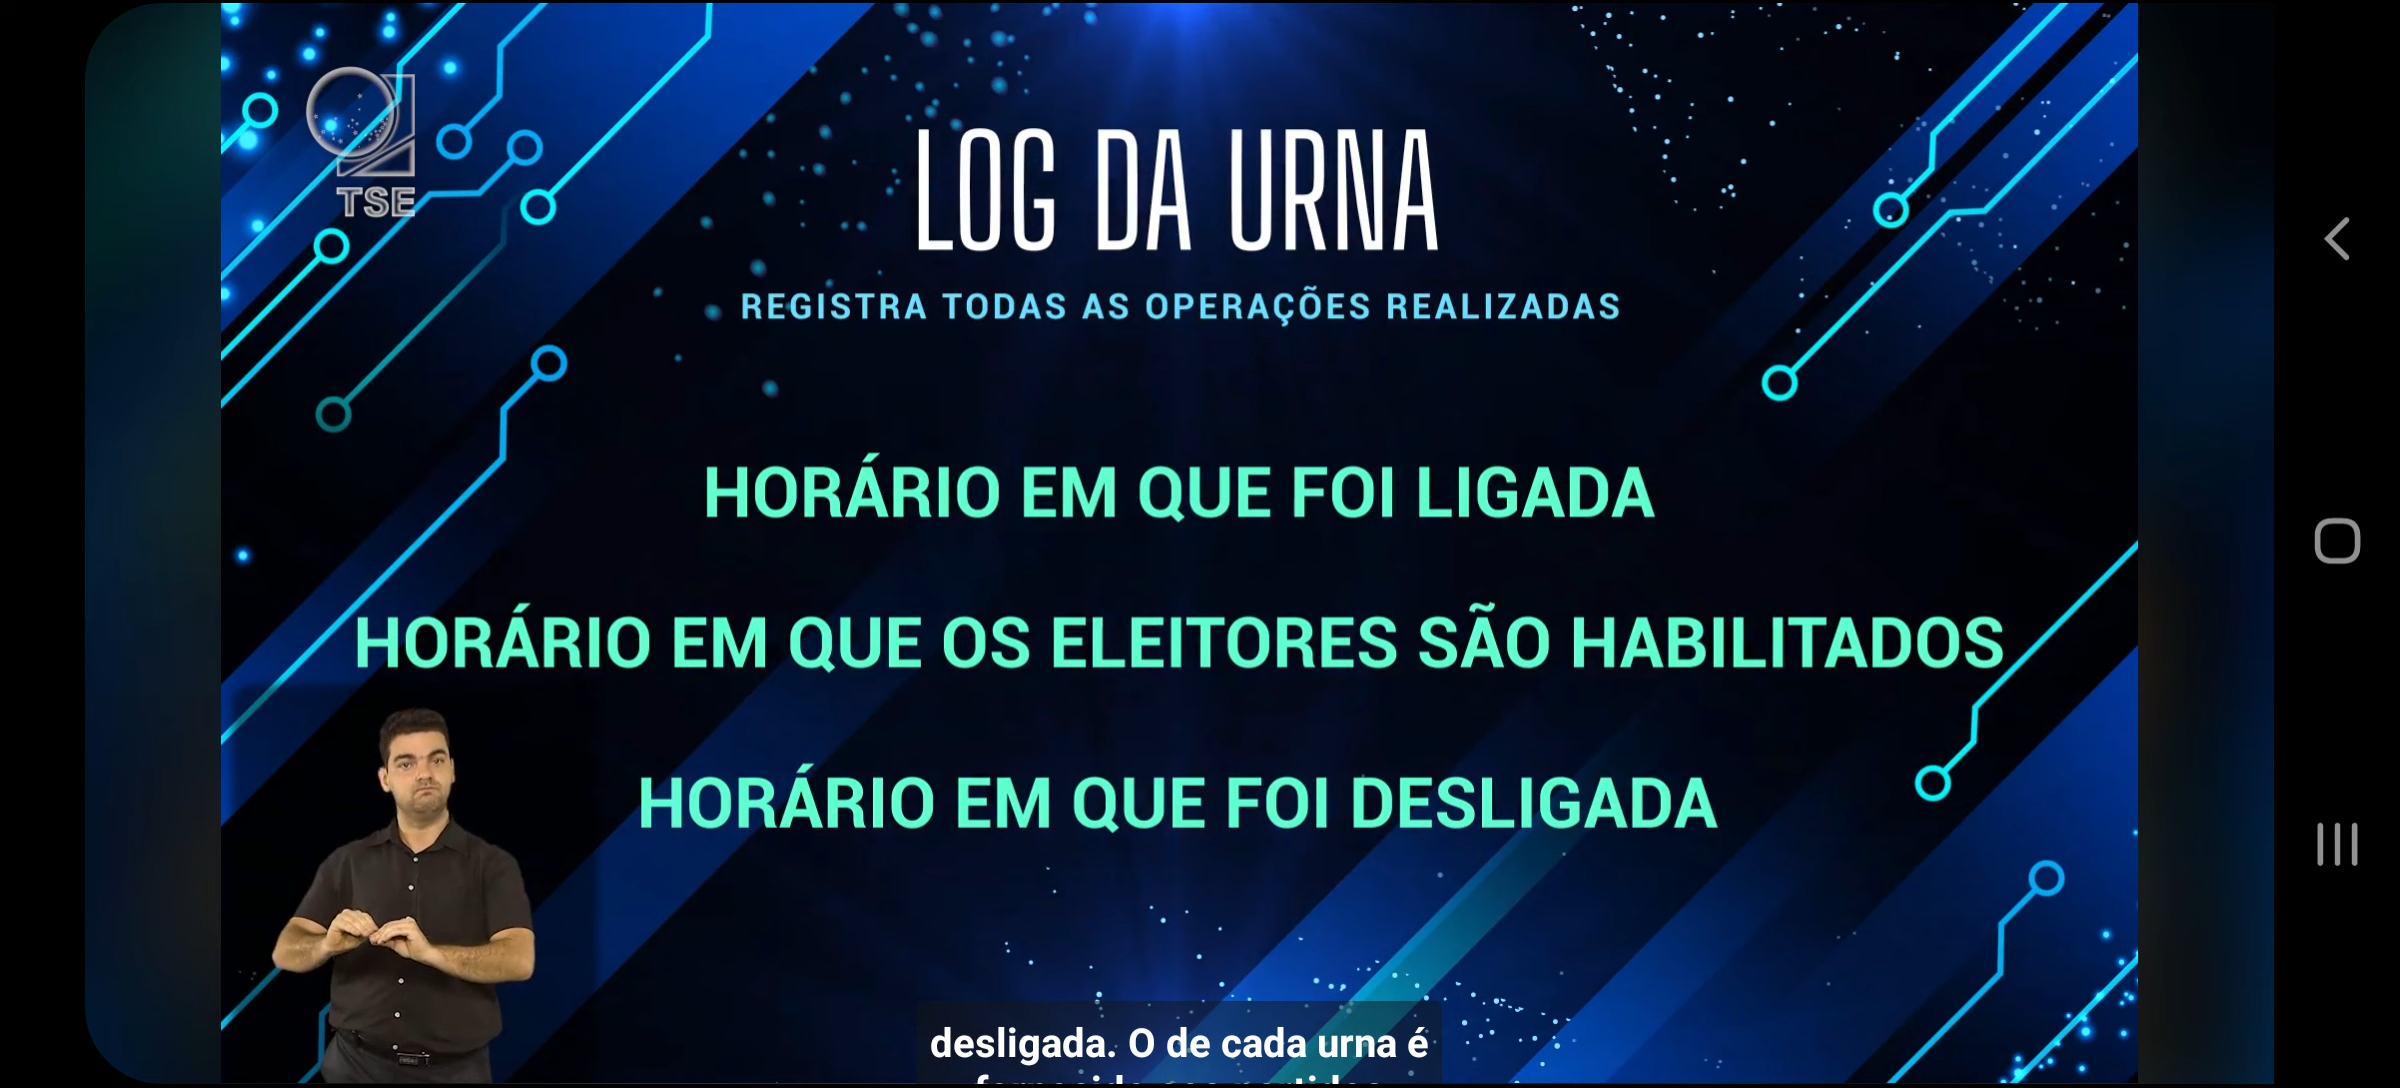 TSE
LOG DA URNA
REGISTRA TODAS AS OPERAÇÕES REALIZADAS
HORÁRIO EM QUE FOI LIGADA
HORÁRIO EM QUE OS ELEITORES SÃO HABILITADOS
HORÁRIO EM QUE FOI DESLIGADA
desligada. O de cada urna é